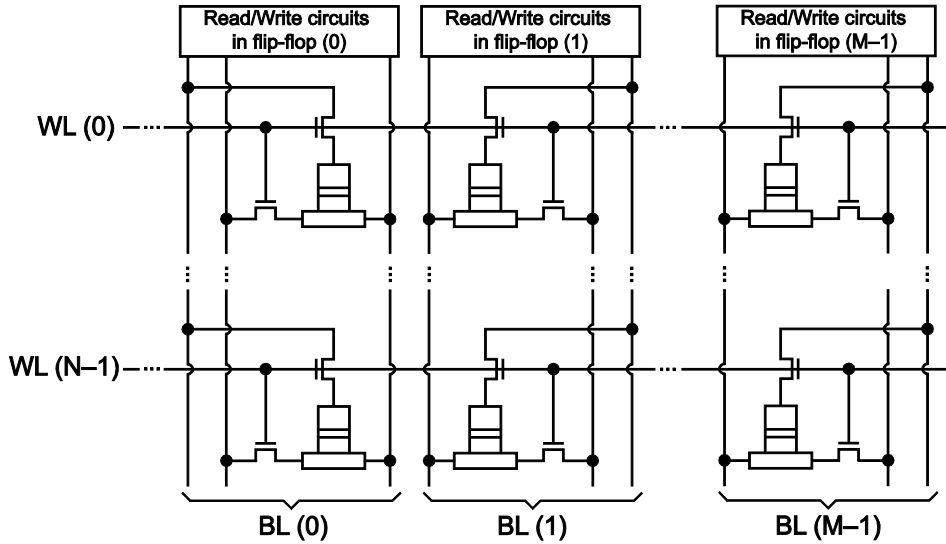 Read/Write circuits
in flip-flop (0)
Read/Write circuits
in flip-flop (1)
Read/Write circuits
in flip-flop (M–1)
WL (0)
WL (N–1)
BL (0)
BL (1)
BL (M–1)